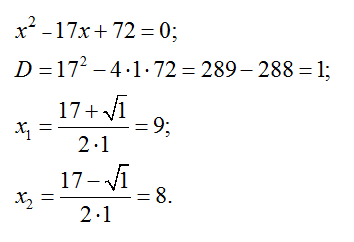 x² − 17x + 72 = 0;
D = 17² − 4·1·72 = 289 − 288 = 1;
x₁ = (17 + √1)/(2·1) = 9;
x₂ = (17 − √1)/(2·1) = 8.